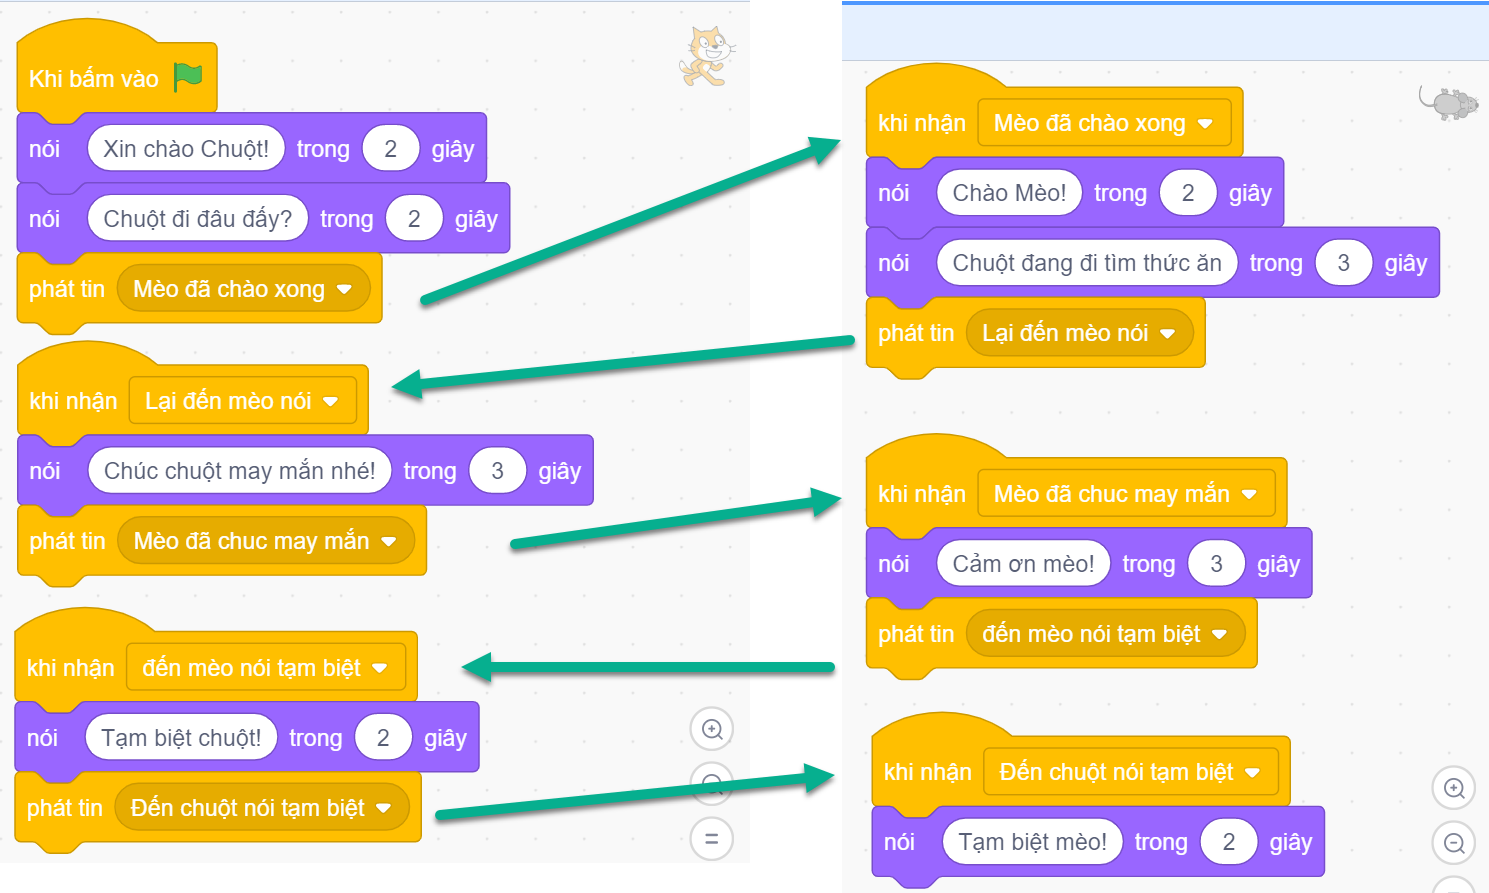 Khi bấm vào
nói Xin chào Chuột! trong 2 giây
nói Chuột đi đâu đấy? trong 2 giây
phát tin Mèo đã chào xong
khi nhận Lại đến mèo nói
nói Chúc chuột may mắn nhé! trong 3 giây
phát tin Mèo đã chuc may mắn
khi nhận đến mèo nói tạm biệt
nói Tạm biệt chuột! trong 2 giây
phát tin Đến chuột nói tạm biệt
khi nhận Mèo đã chào xong
nói Chào Mèo! trong 2 giây
nói Chuột đang đi tìm thức ăn trong 3 giây
phát tin Lại đến mèo nói
khi nhận Mèo đã chuc may mắn
nói Cảm ơn mèo! trong 3 giây
phát tin đến mèo nói tạm biệt
khi nhận Đến chuột nói tạm biệt
nói Tạm biệt mèo! trong 2 giây